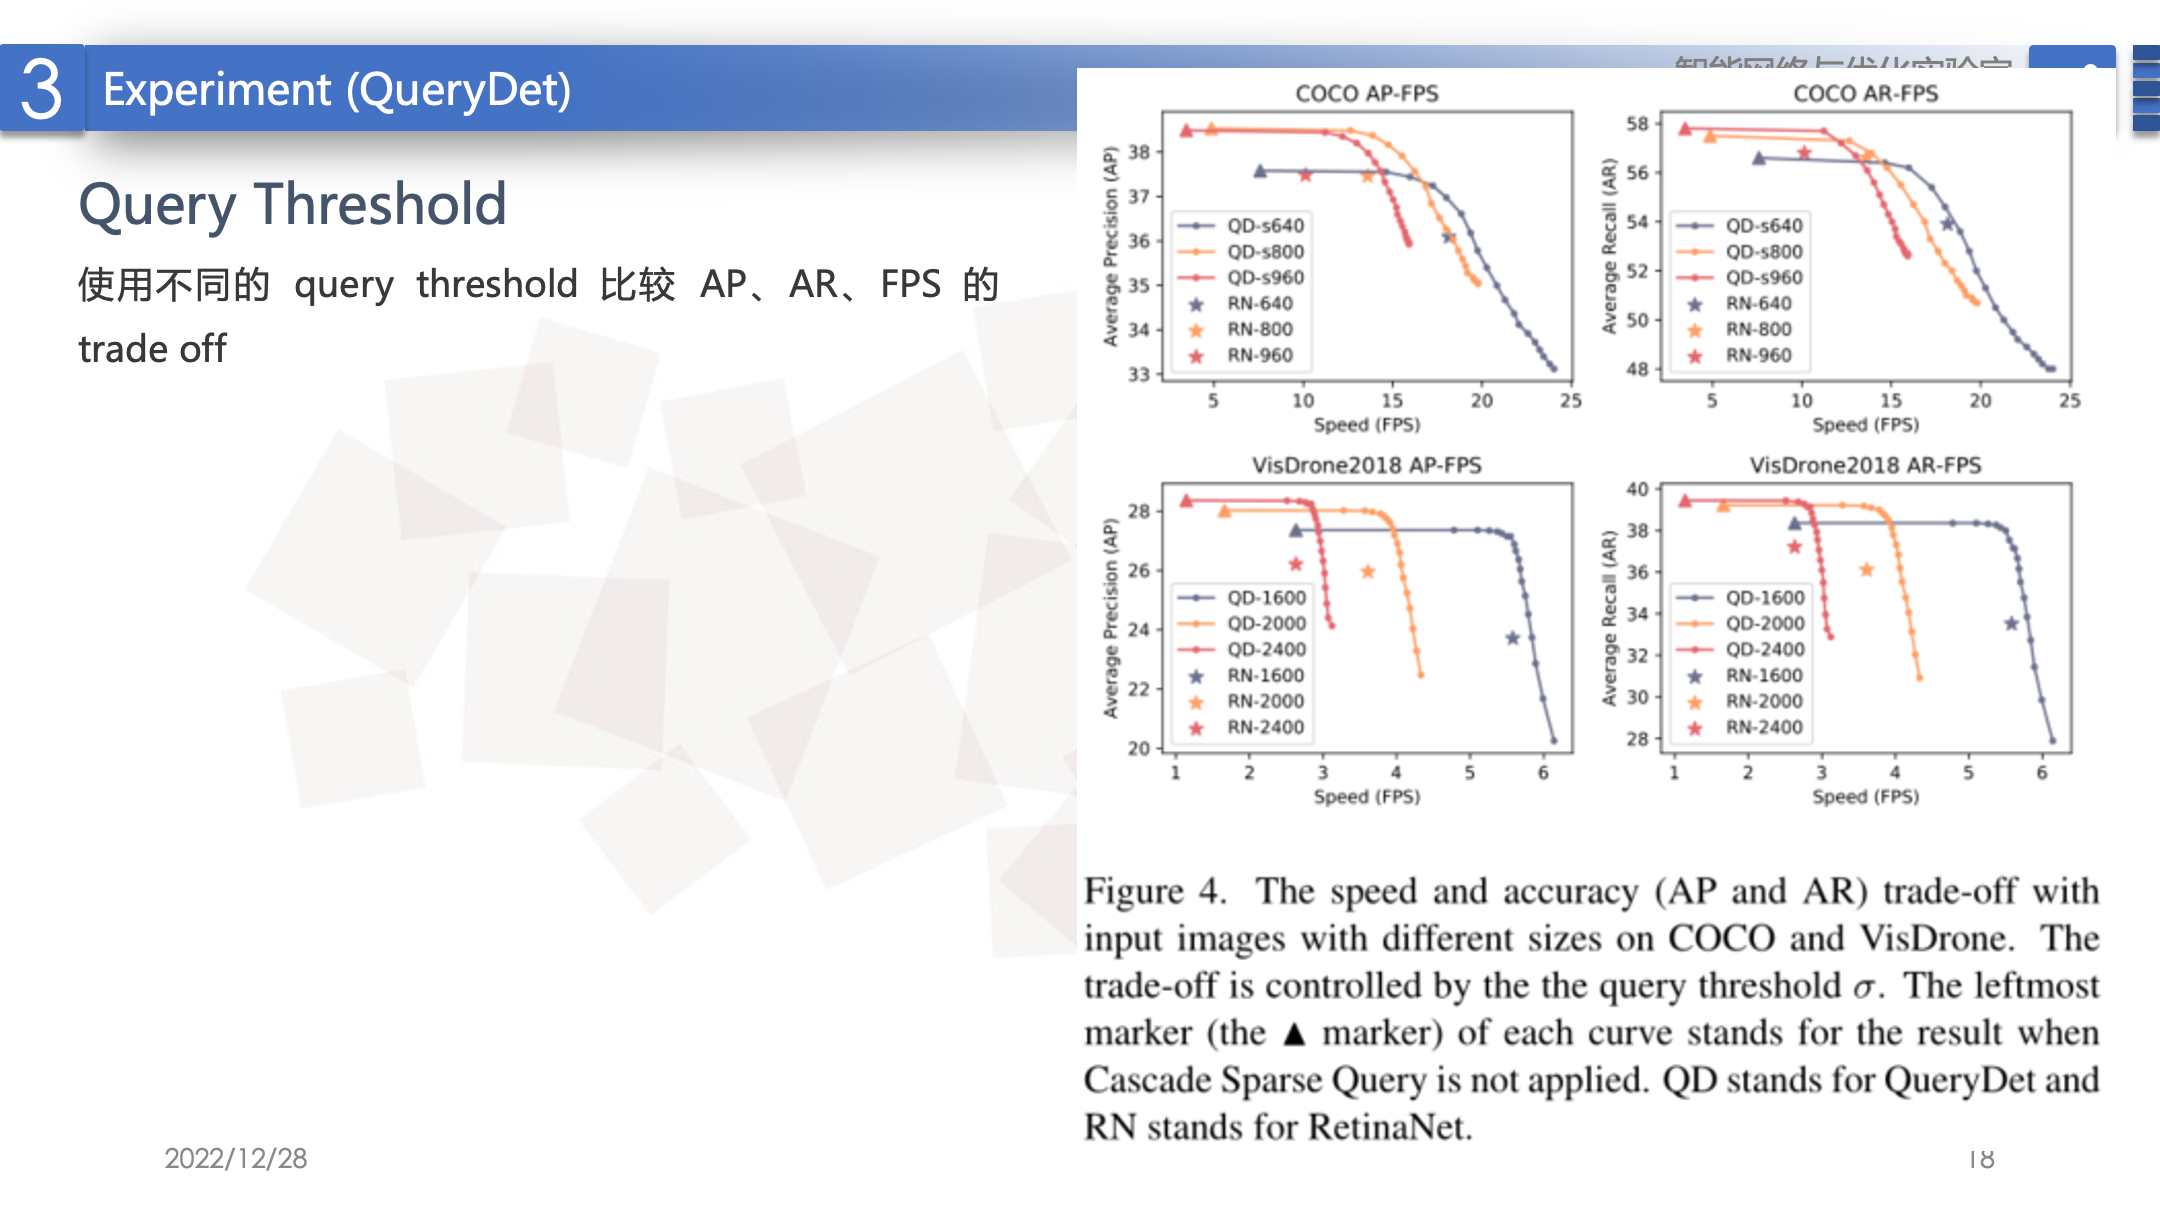 3
Experiment (QueryDet)
Query Threshold
使用不同的 query threshold 比较 AP、AR、FPS 的
trade off
COCO AP-FPS
Average Precision (AP)
38
37
36
35
34
33
QD-s640
QD-s800
QD-s960
RN-640
RN-800
RN-960
5 10 15 20 25
Speed (FPS)
COCO AR-FPS
Average Recall (AR)
58
56
54
52
50
48
QD-s640
QD-s800
QD-s960
RN-640
RN-800
RN-960
5 10 15 20 25
Speed (FPS)
VisDrone2018 AP-FPS
Average Precision (AP)
28
26
24
22
20
QD-1600
QD-2000
QD-2400
RN-1600
RN-2000
RN-2400
1 2 3 4 5 6
Speed (FPS)
VisDrone2018 AR-FPS
Average Recall (AR)
40
38
36
34
32
30
28
QD-1600
QD-2000
QD-2400
RN-1600
RN-2000
RN-2400
1 2 3 4 5 6
Speed (FPS)
Figure 4. The speed and accuracy (AP and AR) trade-off with
input images with different sizes on COCO and VisDrone. The
trade-off is controlled by the the query threshold σ. The leftmost
marker (the ▲ marker) of each curve stands for the result when
Cascade Sparse Query is not applied. QD stands for QueryDet and
RN stands for RetinaNet.
2022/12/28
18